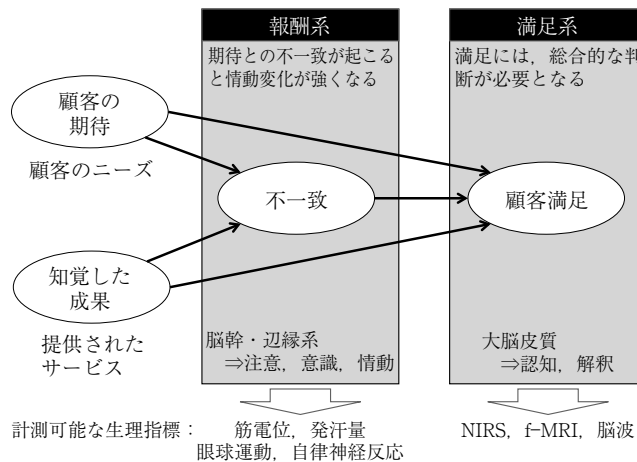 報酬系
満足系
期待との不一致が起こる
と情動変化が強くなる
満足には，総合的な判
断が必要となる
顧客の
期待
顧客のニーズ
不一致
顧客満足
知覚した
成果
提供された
サービス
脳幹・辺縁系
⇒注意，意識，情動
大脳皮質
⇒認知，解釈
計測可能な生理指標：
筋電位，発汗量
眼球運動，自律神経反応
NIRS，f-MRI，脳波